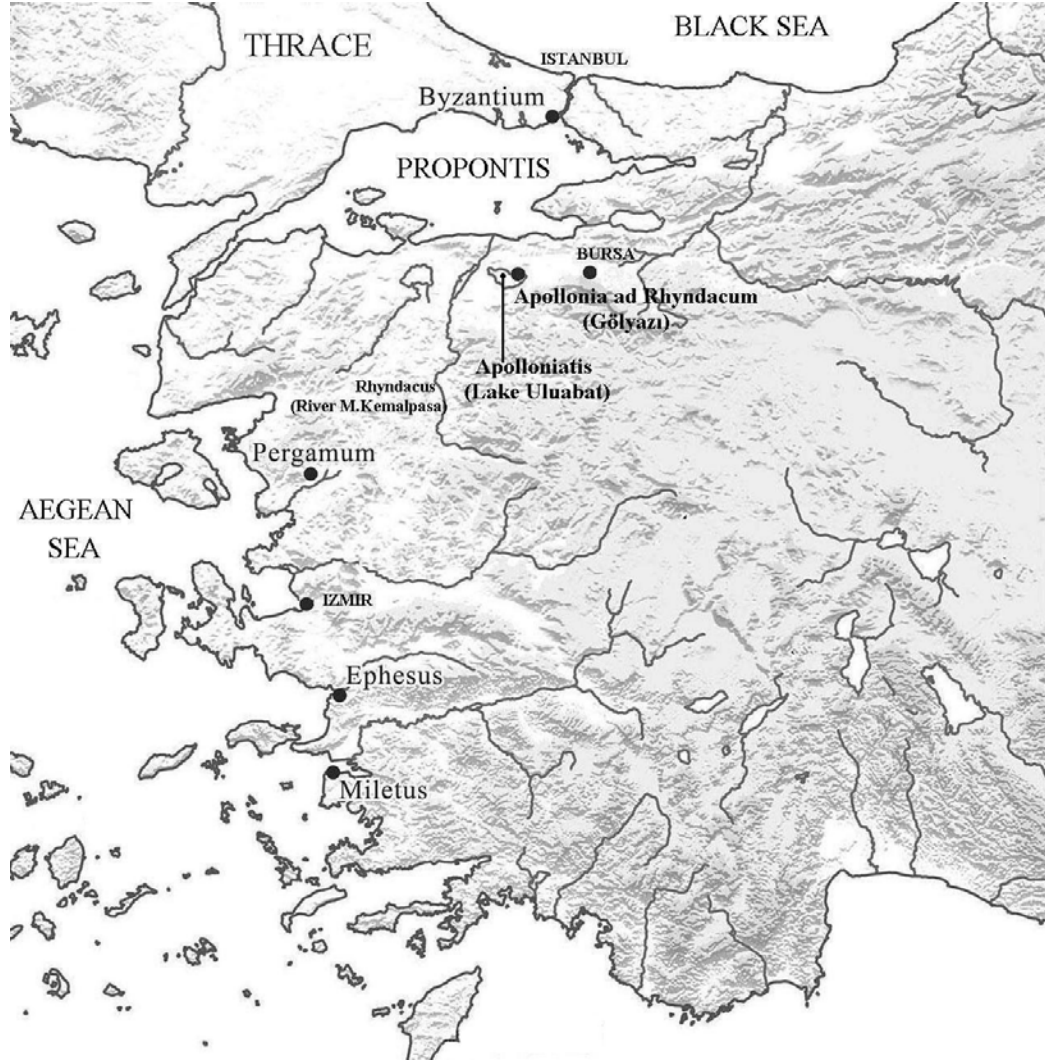 BLACK SEA
THRACE
ISTANBUL
Byzantium
PROPONTIS
BURSA
Apollonia ad Rhyndacum
(Gölyazı)
Apolloniatis
(Lake Uluabat)
Rhyndacus
(River M.Kemalpasa)
Pergamum
AEGEAN
SEA
IZMIR
Ephesus
Miletus